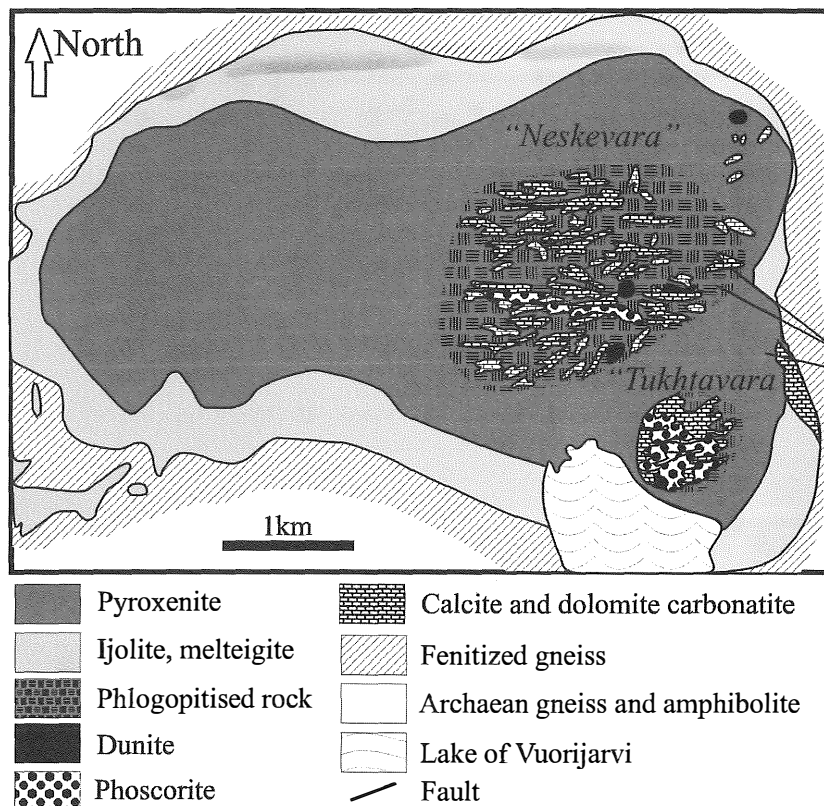 North
"Neskevara"
"Tukhtavara
1km
Pyroxenite
Ijolite, melteigite
Phlogopitised rock
Dunite
Phoscorite
Calcite and dolomite carbonatite
Fenitized gneiss
Archaean gneiss and amphibolite
Lake of Vuorijarvi
Fault